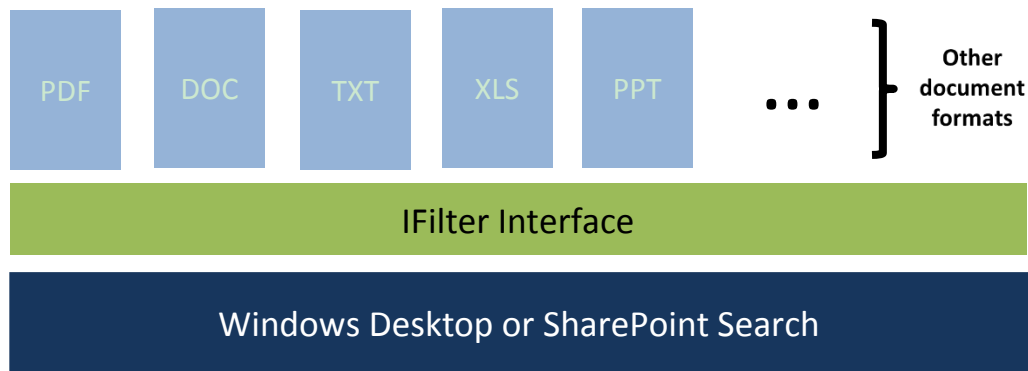 PDF
DOC
TXT
XLS
PPT
...
Other
document
formats
IFilter Interface
Windows Desktop or SharePoint Search